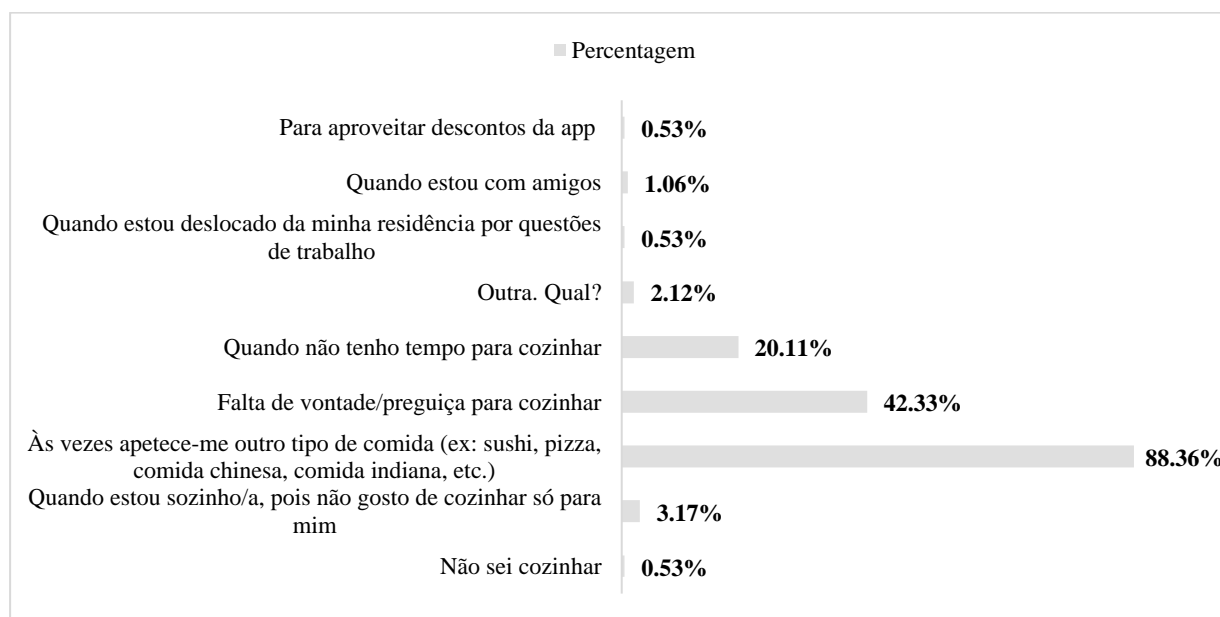 Percentagem
Para aproveitar descontos da app 0.53%
Quando estou com amigos 1.06%
Quando estou deslocado da minha residência por questões
de trabalho 0.53%
Outra. Qual? 2.12%
Quando não tenho tempo para cozinhar 20.11%
Falta de vontade/preguiça para cozinhar 42.33%
Às vezes apetece-me outro tipo de comida (ex: sushi, pizza,
comida chinesa, comida indiana, etc.) 88.36%
Quando estou sozinho/a, pois não gosto de cozinhar só para
mim 3.17%
Não sei cozinhar 0.53%